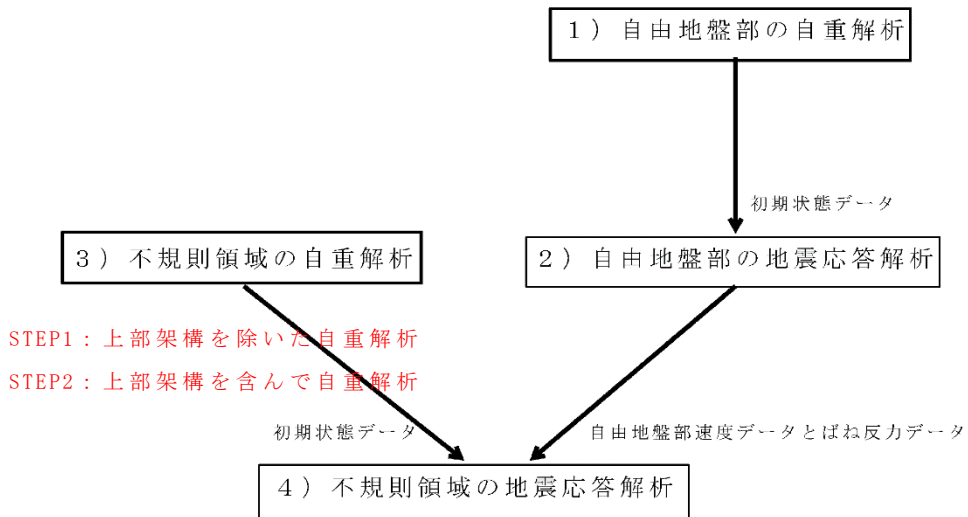 1) 自由地盤部の自重解析
初期状態データ
3) 不規則領域の自重解析
2) 自由地盤部の地震応答解析
STEP1：上部架構を除いた自重解析
STEP2：上部架構を含んで自重解析
初期状態データ
自由地盤部速度データとばね反力データ
4) 不規則領域の地震応答解析